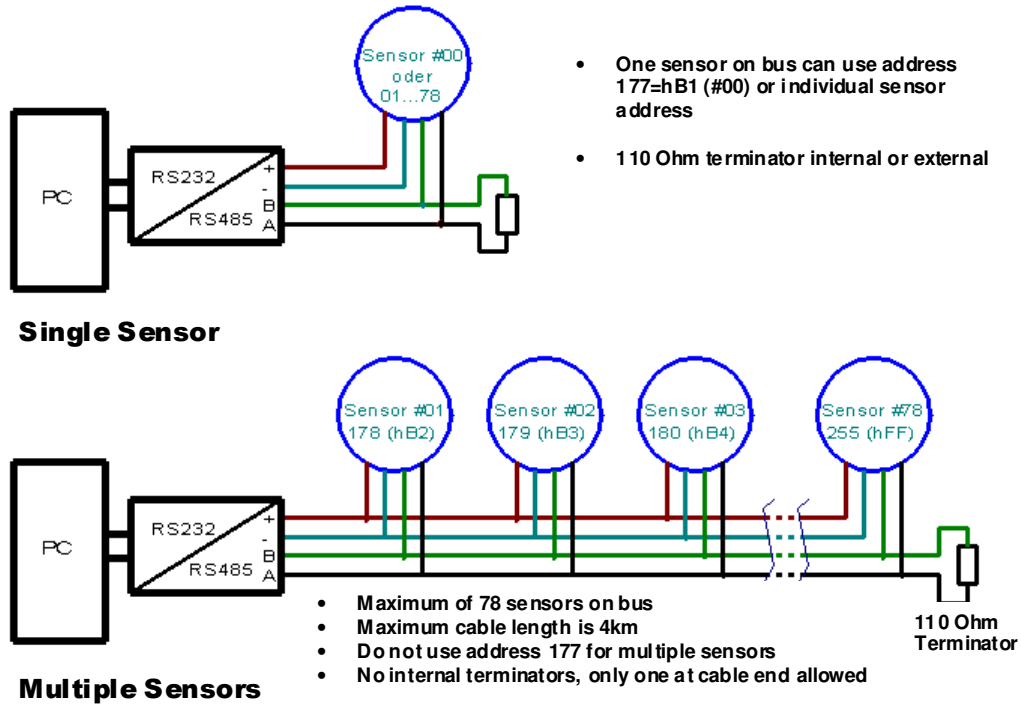 Sensor #00
oder
01...78
• One sensor on bus can use address
177=hB1 (#00) or individual sensor
address
• 110 Ohm terminator internal or external
PC
RS232
RS485
+
-
B
A
Single Sensor
Sensor #01
178 (hB2)
Sensor #02
179 (hB3)
Sensor #03
180 (hB4)
Sensor #78
255 (hFF)
PC
RS232
RS485
+
-
B
A
110 Ohm
Terminator
• Maximum of 78 sensors on bus
• Maximum cable length is 4km
• Do not use address 177 for multiple sensors
• No internal terminators, only one at cable end allowed
Multiple Sensors